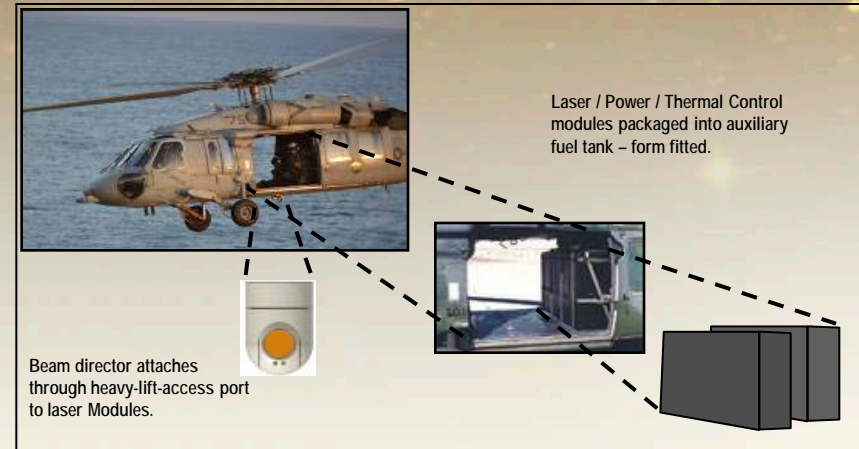 Laser / Power / Thermal Control
modules packaged into auxiliary
fuel tank – form fitted.
Beam director attaches
through heavy-lift-access port
to laser Modules.